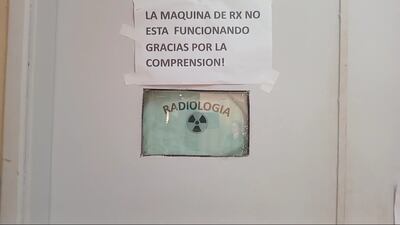 LA MAQUINA DE RX NO
ESTA FUNCIONANDO
GRACIAS POR LA
COMPRENSION!
RADIOLOGIA